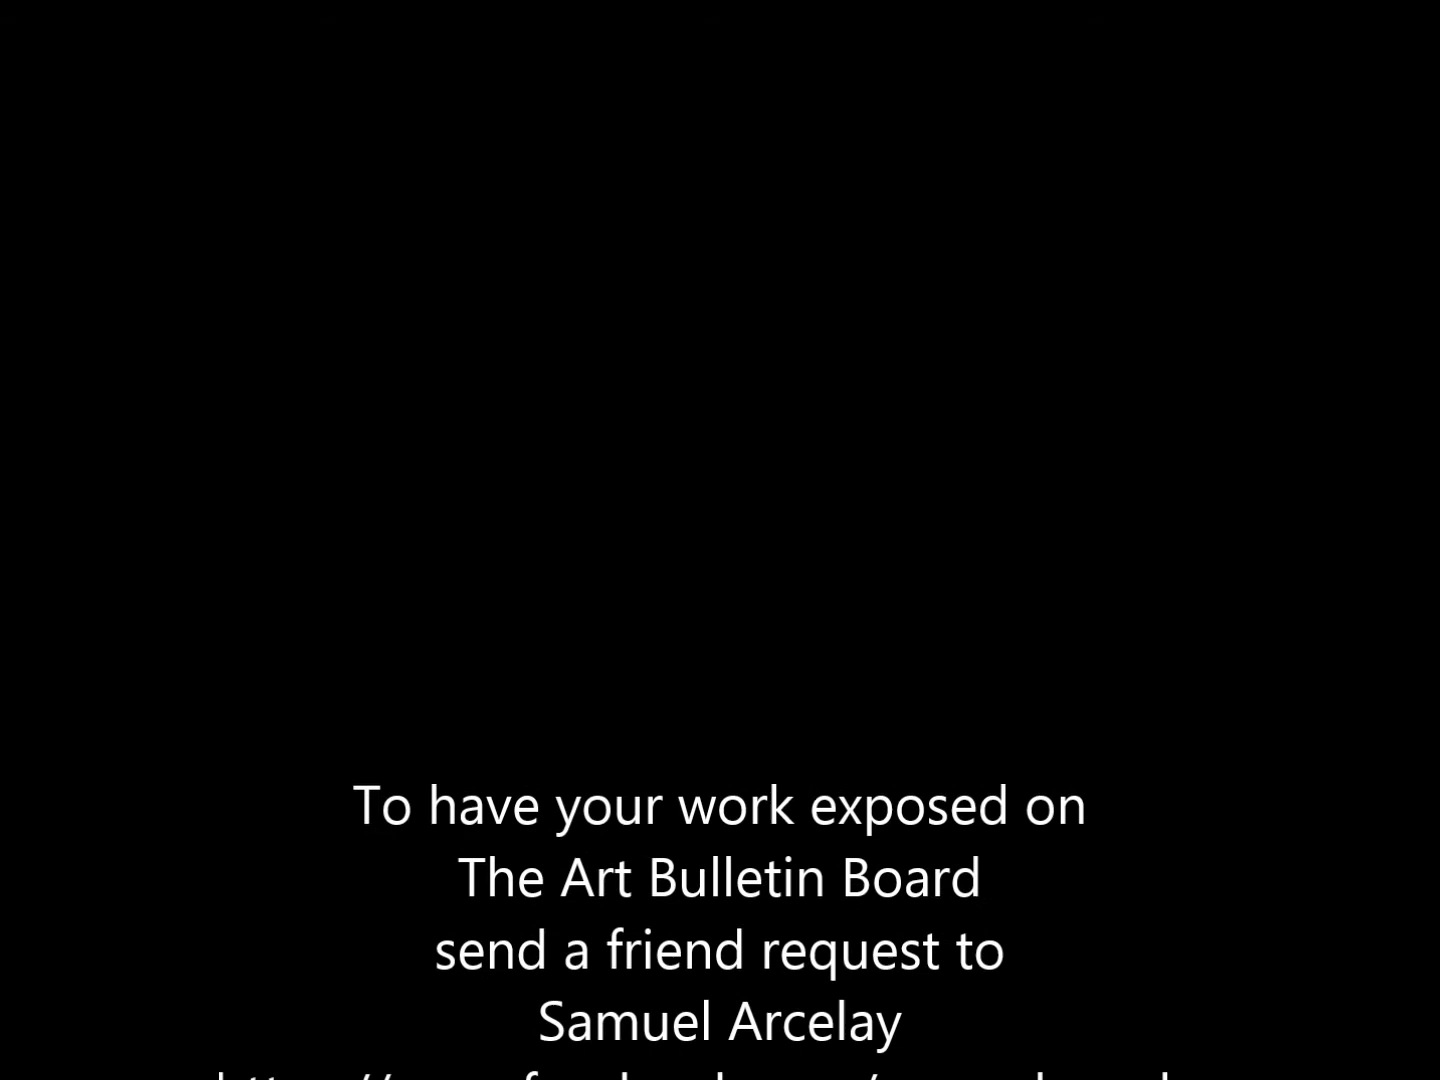 To have your work exposed on
The Art Bulletin Board
send a friend request to
Samuel Arcelay